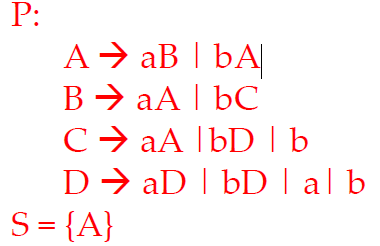 P:
A → aB | bA
B → aA | bC
C → aA |bD | b
D → aD | bD | a| b
S = {A}